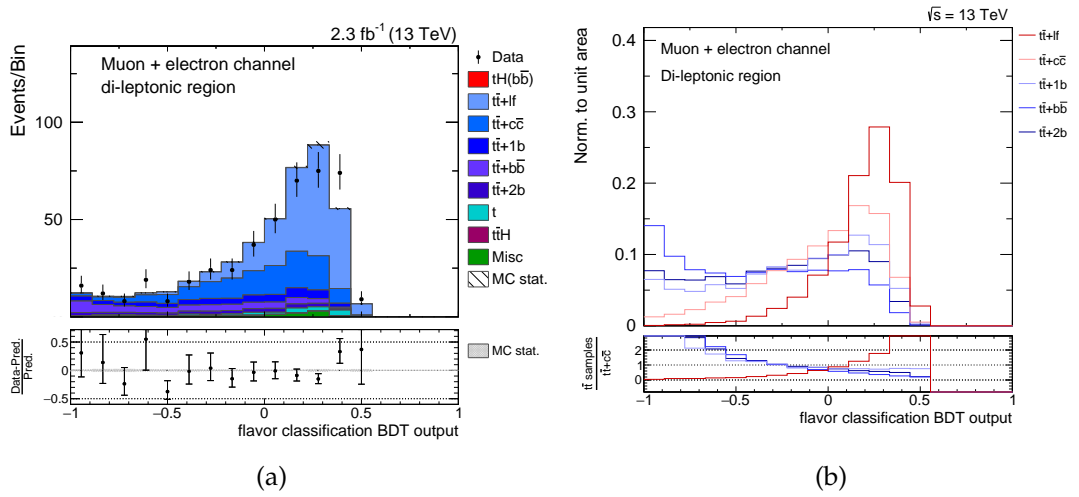 2.3 fb⁻¹ (13 TeV)
Events/Bin
Muon + electron channel
di-leptonic region
100
50
Data
tH(bb̅)
tt̅+lf
tt̅+cc̅
tt̅+1b
tt̅+bb̅
tt̅+2b
t
tt̅H
Misc
MC stat.
Data-Pred.
Pred.
0.5
0
−0.5
MC stat.
−1 −0.5 0 0.5 1
flavor classification BDT output
(a)
√s = 13 TeV
Norm. to unit area
Muon + electron channel
Di-leptonic region
0.4
0.3
0.2
0.1
0
tt̅+lf
tt̅+cc̅
tt̅+1b
tt̅+bb̅
tt̅+2b
tt̅ samples
tt̅+cc̅
2
1
0
−1 −0.5 0 0.5 1
flavor classification BDT output
(b)